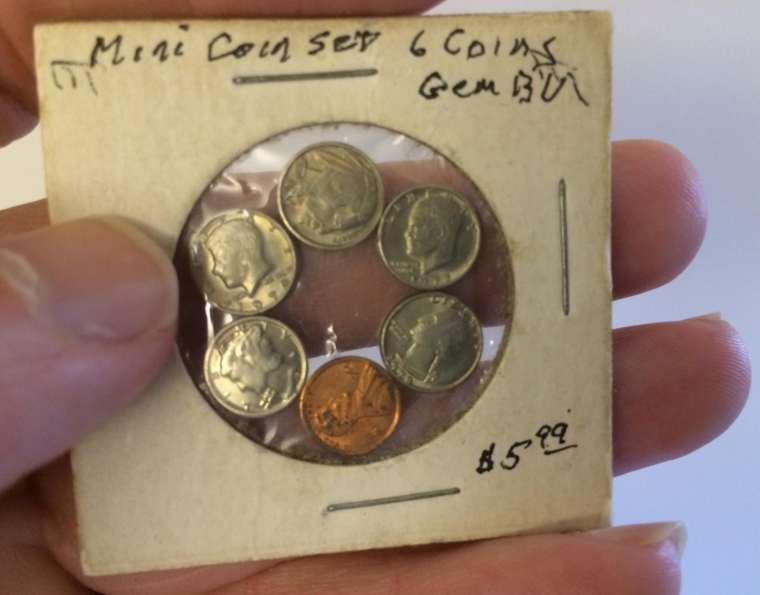 Mini Coin Set 6 Coins
Gem BU
$5.99